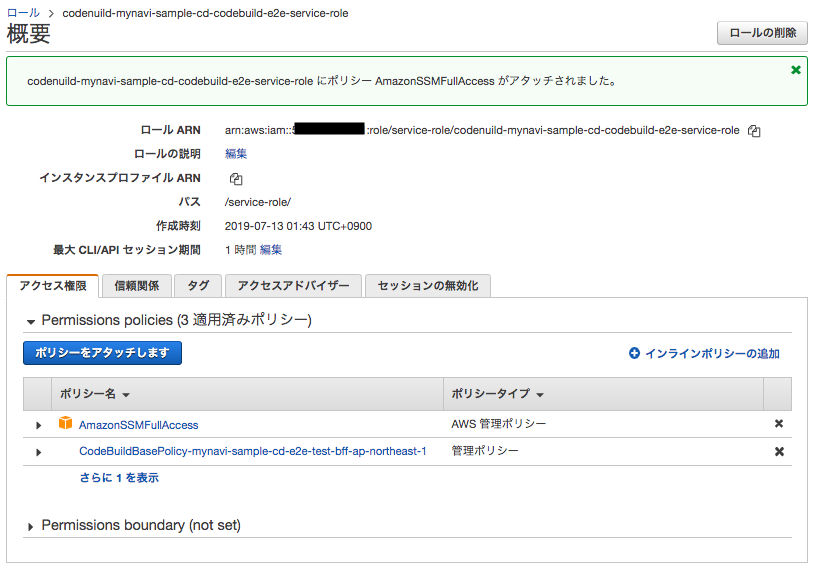 ロール > codenuild-mynavi-sample-cd-codebuild-e2e-service-role
概要
ロールの削除
codenuild-mynavi-sample-cd-codebuild-e2e-service-role にポリシー AmazonSSMFullAccess がアタッチされました。
ロール ARN arn:aws:iam:::role/service-role/codenuild-mynavi-sample-cd-codebuild-e2e-service-role
ロールの説明 編集
インスタンスプロファイル ARN
パス /service-role/
作成時刻 2019-07-13 01:43 UTC+0900
最大 CLI/API セッション期間 1 時間 編集
アクセス権限 信頼関係 タグ アクセスアドバイザー セッションの無効化
Permissions policies (3 適用済みポリシー)
ポリシーをアタッチします インラインポリシーの追加
ポリシー名 ポリシータイプ
AmazonSSMFullAccess AWS 管理ポリシー
CodeBuildBasePolicy-mynavi-sample-cd-e2e-test-bff-ap-northeast-1 管理ポリシー
さらに 1 を表示
Permissions boundary (not set)